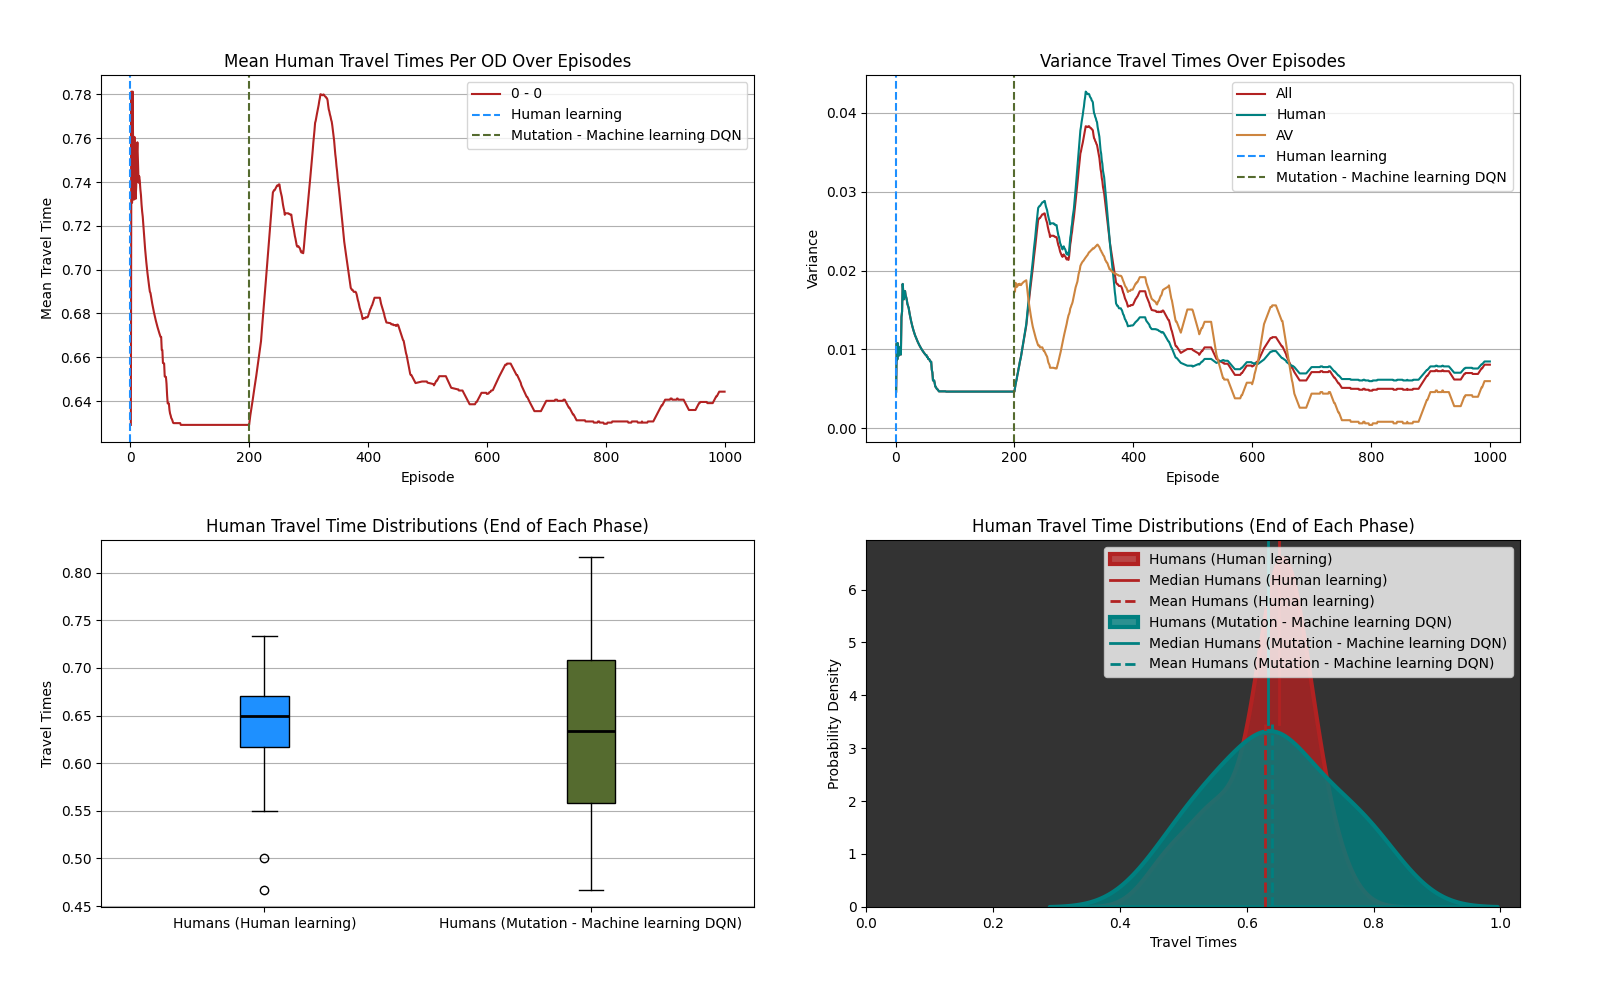 Mean Human Travel Times Per OD Over Episodes
Mean Travel Time
0.78
0.76
0.74
0.72
0.70
0.68
0.66
0.64
0 - 0
Human learning
Mutation - Machine learning DQN
0
200
400
600
800
1000
Episode
Variance Travel Times Over Episodes
Variance
0.04
0.03
0.02
0.01
0.00
All
Human
AV
Human learning
Mutation - Machine learning DQN
0
200
400
600
800
1000
Episode
Human Travel Time Distributions (End of Each Phase)
Travel Times
0.80
0.75
0.70
0.65
0.60
0.55
0.50
0.45
Humans (Human learning)
Humans (Mutation - Machine learning DQN)
Human Travel Time Distributions (End of Each Phase)
Probability Density
6
5
4
3
2
1
0
Humans (Human learning)
Median Humans (Human learning)
Mean Humans (Human learning)
Humans (Mutation - Machine learning DQN)
Median Humans (Mutation - Machine learning DQN)
Mean Humans (Mutation - Machine learning DQN)
0.0
0.2
0.4
0.6
0.8
1.0
Travel Times